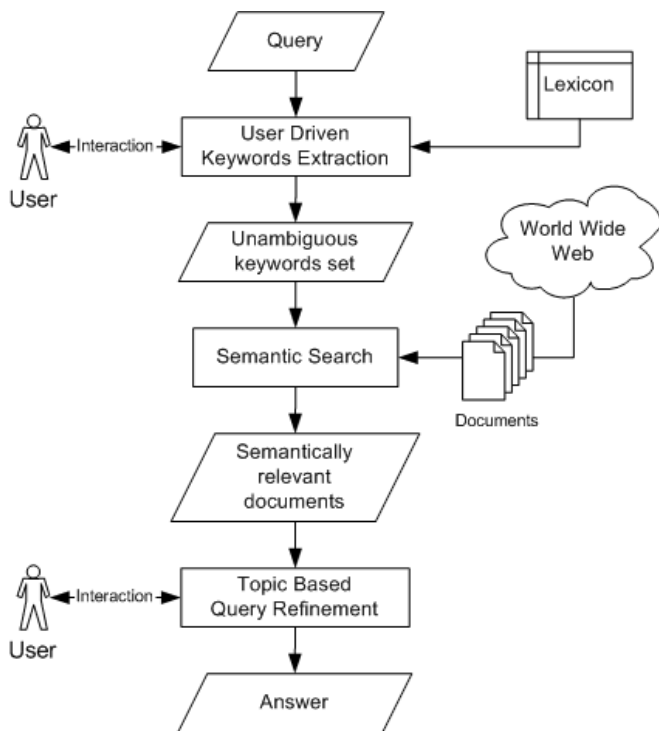 Query
Lexicon
Interaction
User
User Driven
Keywords Extraction
Unambiguous
keywords set
World Wide
Web
Semantic Search
Documents
Semantically
relevant
documents
Interaction
User
Topic Based
Query Refinement
Answer